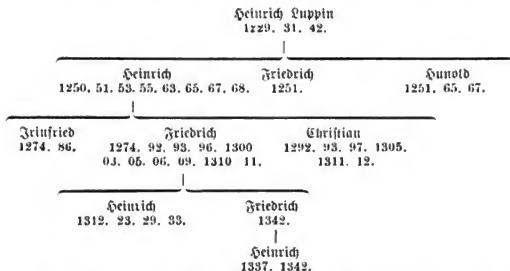 Heinrich Luppin
1229. 31. 42.
Heinrich Friedrich Hunold
1250. 51. 53. 55. 63. 65. 67. 68. 1251. 1251. 65. 67.
Irinfried Friedrich Christian
1274. 86. 1274. 92. 93. 96. 1300 1292. 93. 97. 1305.
03. 05. 06. 09. 1310 11. 1311. 12.
Heinrich Friedrich
1312. 23. 29. 33. 1342.
Heinrich
1337. 1342.